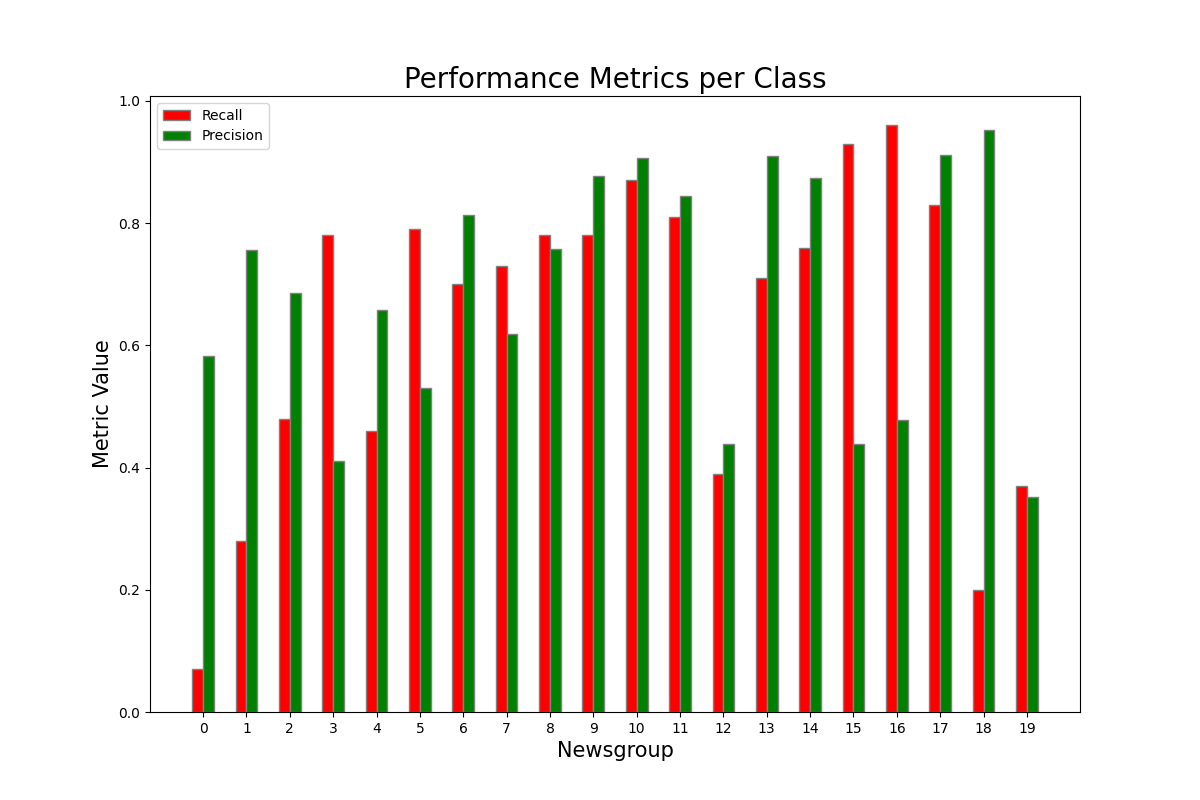 Performance Metrics per Class
Recall
Precision
Metric Value
1.0
0.8
0.6
0.4
0.2
0.0
0 1 2 3 4 5 6 7 8 9 10 11 12 13 14 15 16 17 18 19
Newsgroup